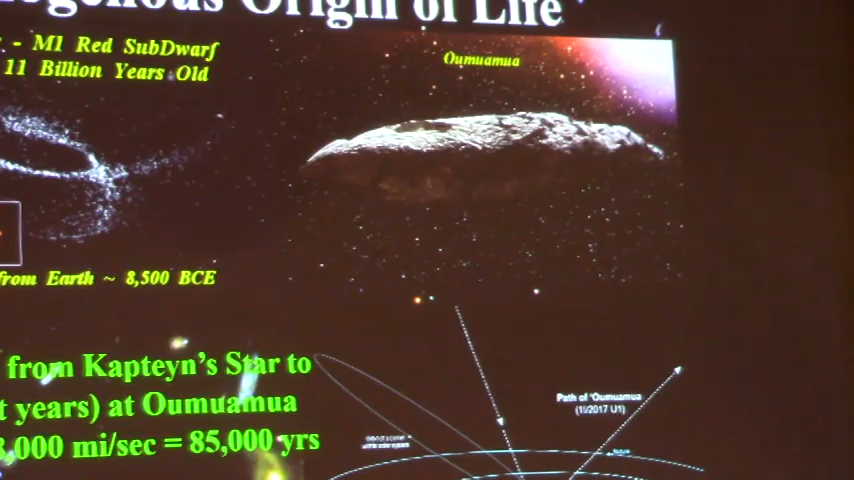 Origin of Life
- M1 Red SubDwarf
11 Billion Years Old
Oumuamua
from Earth ~ 8,500 BCE
from Kapteyn's Star to
years) at Oumuamua
,000 mi/sec = 85,000 yrs
Path of 'Oumuamua
(1I/2017 U1)